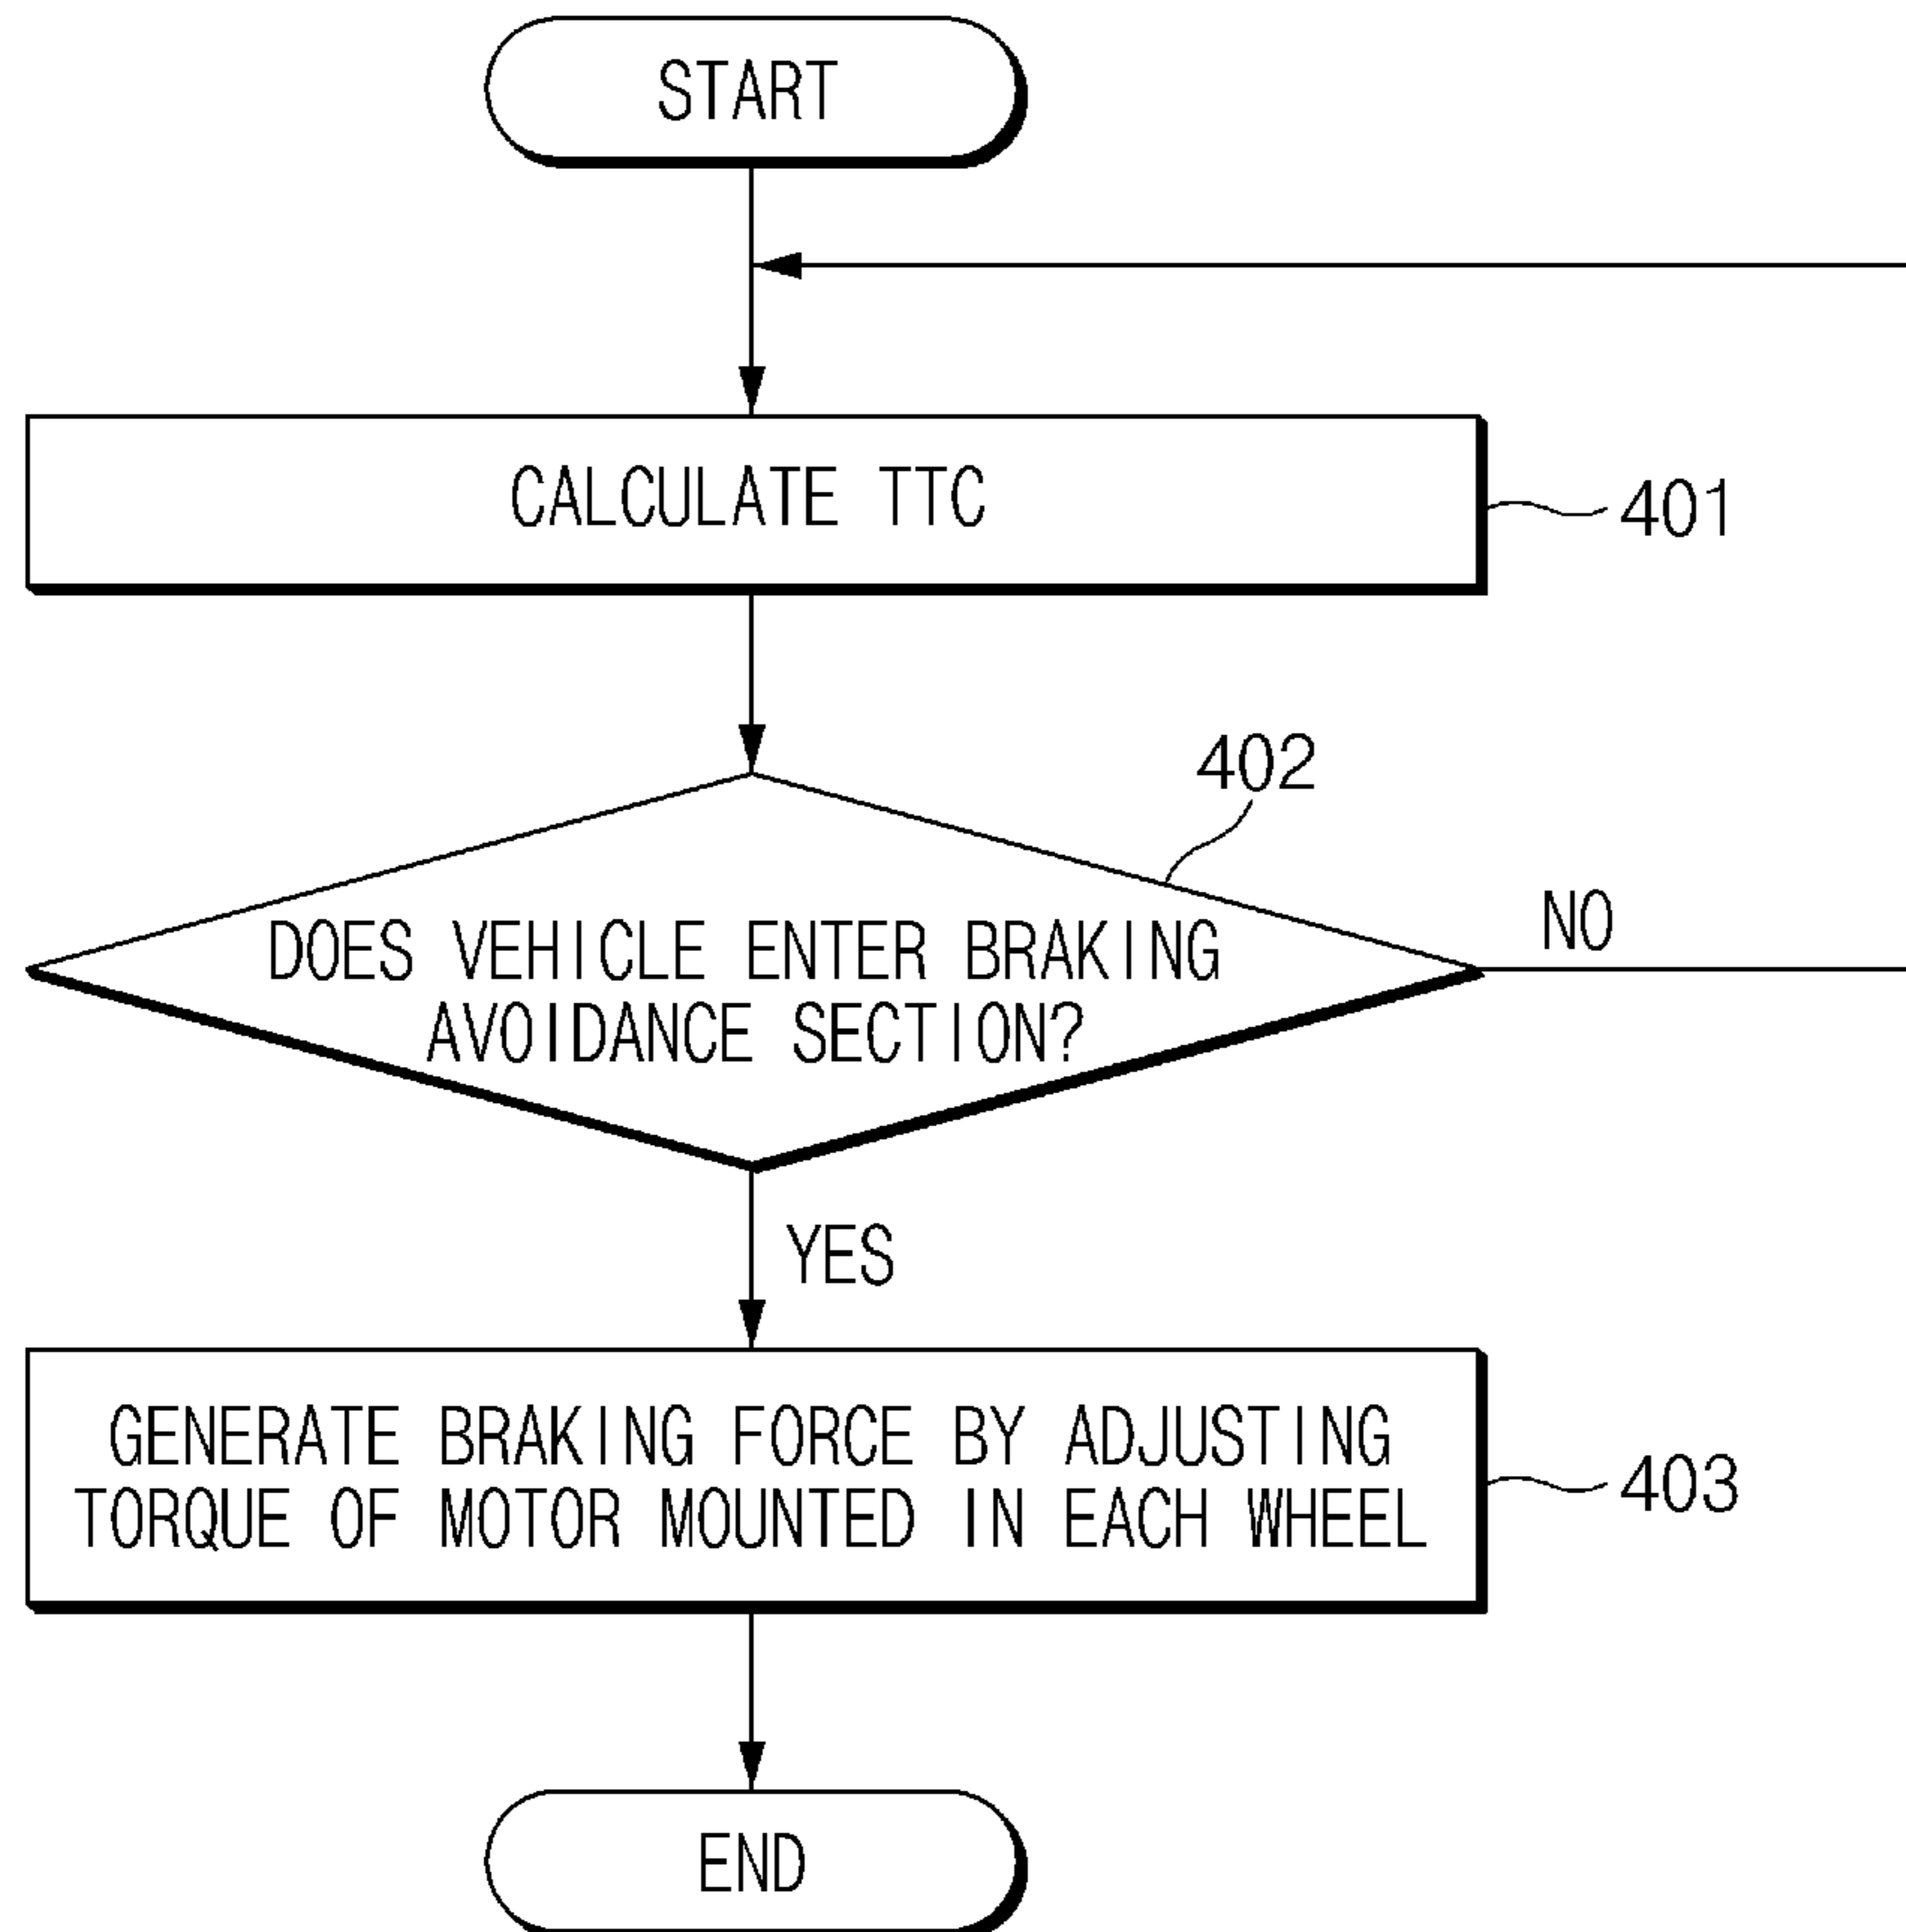 START
CALCULATE TTC
401
402
DOES VEHICLE ENTER BRAKING
AVOIDANCE SECTION?
NO
YES
GENERATE BRAKING FORCE BY ADJUSTING
TORQUE OF MOTOR MOUNTED IN EACH WHEEL
403
END